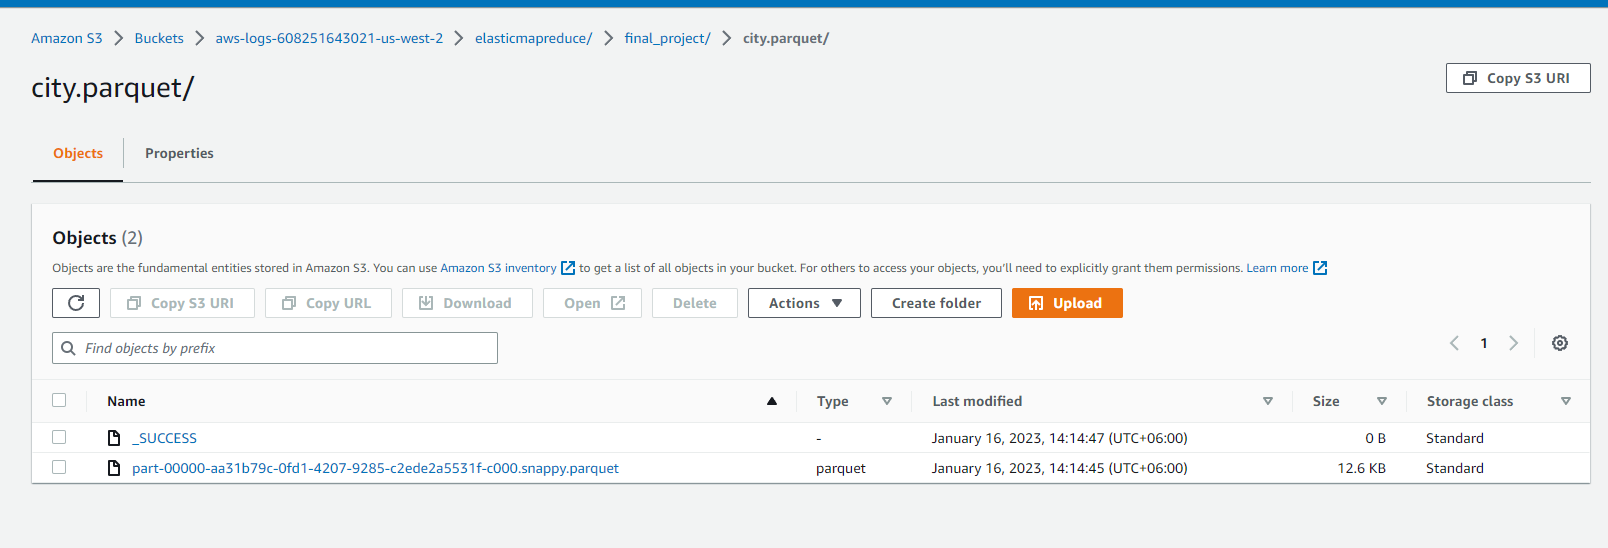 Amazon S3 > Buckets > aws-logs-608251643021-us-west-2 > elasticmapreduce/ > final_project/ > city.parquet/
city.parquet/
Copy S3 URI
Objects Properties
Objects (2)
Objects are the fundamental entities stored in Amazon S3. You can use Amazon S3 inventory to get a list of all objects in your bucket. For others to access your objects, you'll need to explicitly grant them permissions. Learn more
Copy S3 URI Copy URL Download Open Delete Actions Create folder Upload
Find objects by prefix
1
Name Type Last modified Size Storage class
_SUCCESS - January 16, 2023, 14:14:47 (UTC+06:00) 0 B Standard
part-00000-aa31b79c-0fd1-4207-9285-c2ede2a5531f-c000.snappy.parquet parquet January 16, 2023, 14:14:45 (UTC+06:00) 12.6 KB Standard